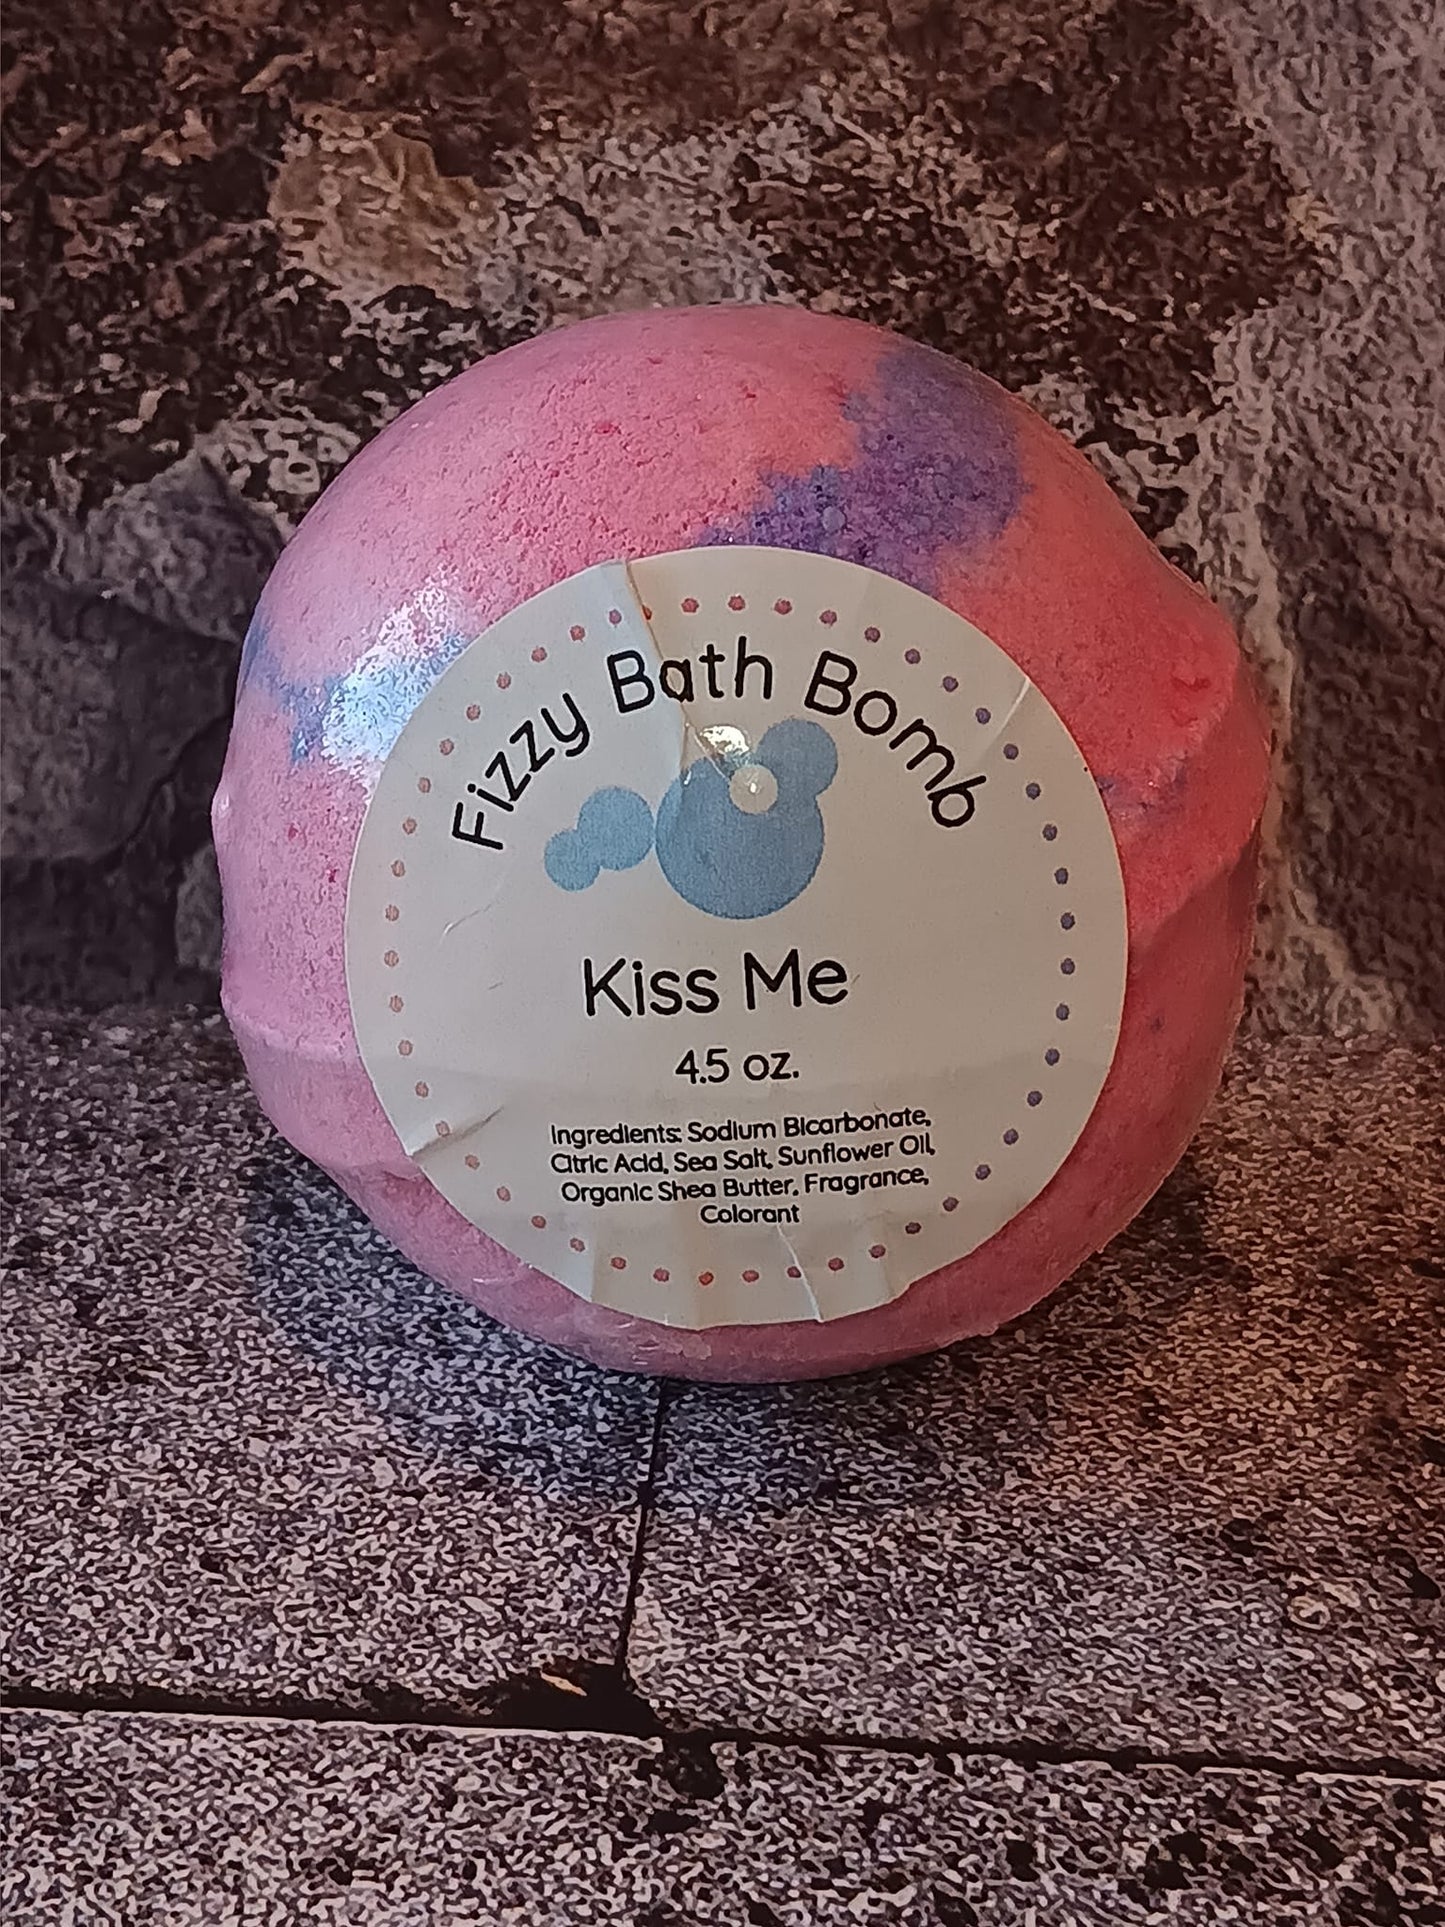 Fizzy Bath Bomb
Kiss Me
4.5 oz.
Ingredients: Sodium Bicarbonate,
Citric Acid, Sea Salt, Sunflower Oil,
Organic Shea Butter, Fragrance,
Colorant